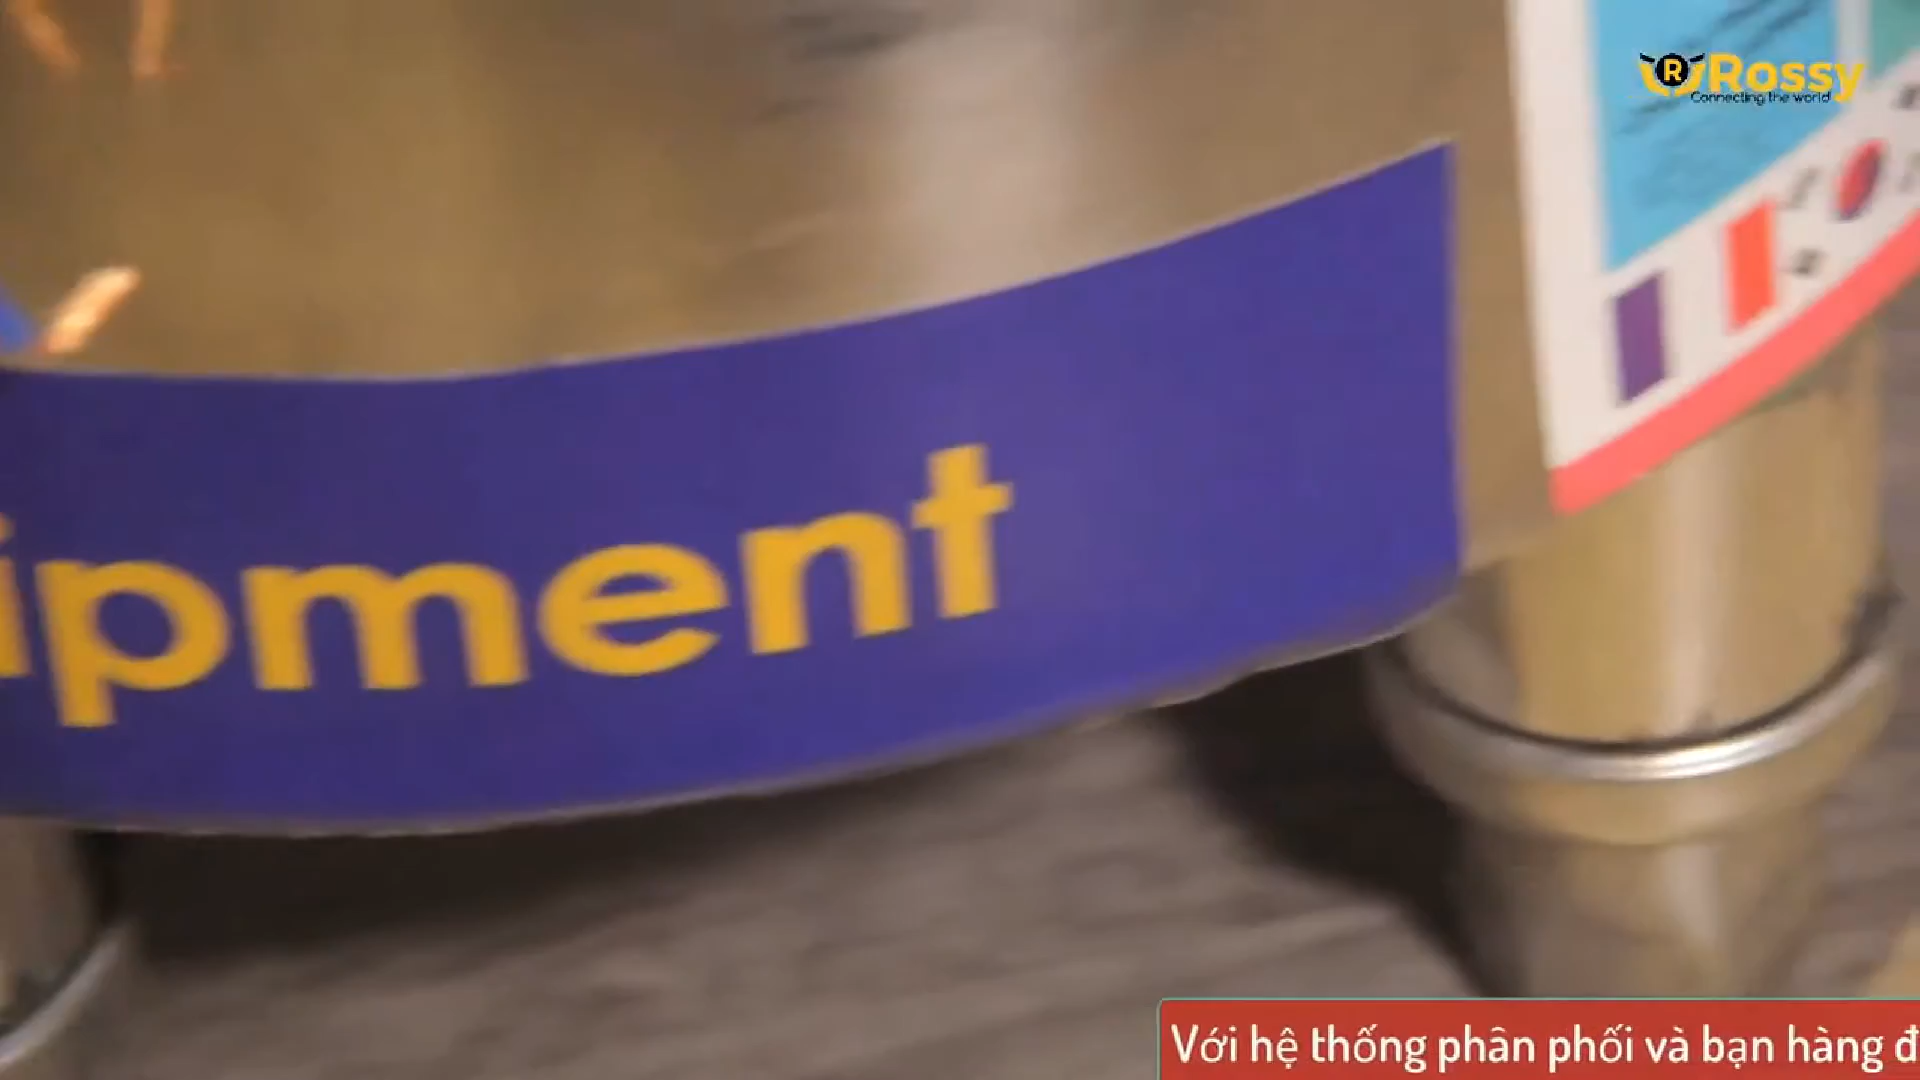 Rossy
Connecting the world
ipment
Với hệ thống phân phối và bạn hàng đ